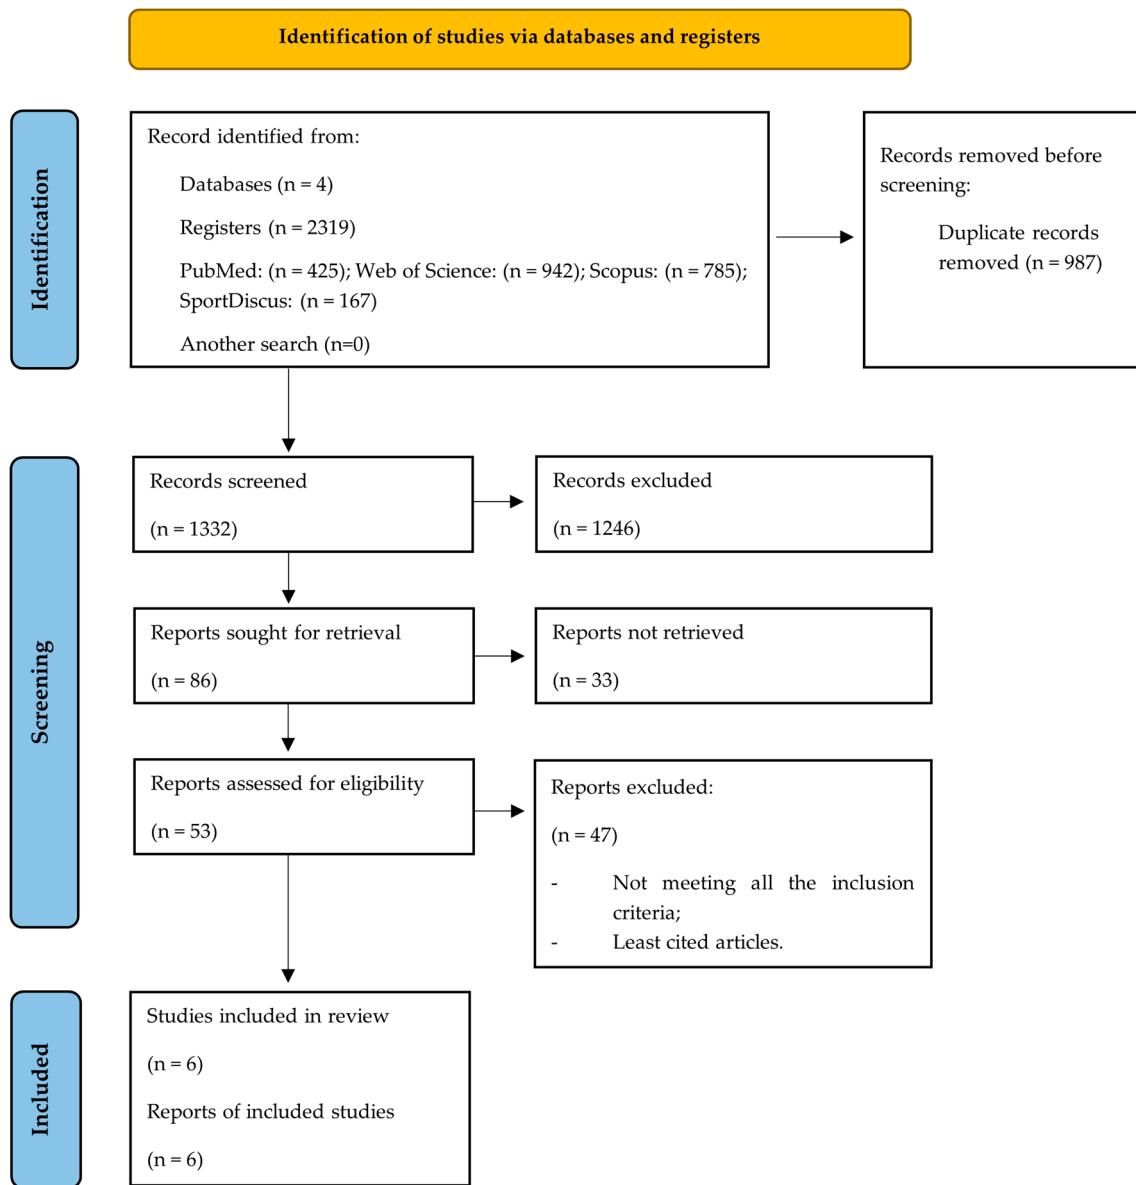 Identification of studies via databases and registers
Identification
Record identified from:
Databases (n = 4)
Registers (n = 2319)
PubMed: (n = 425); Web of Science: (n = 942); Scopus: (n = 785);
SportDiscus: (n = 167)
Another search (n=0)
Records removed before
screening:
Duplicate records
removed (n = 987)
Screening
Records screened
(n = 1332)
Records excluded
(n = 1246)
Reports sought for retrieval
(n = 86)
Reports not retrieved
(n = 33)
Reports assessed for eligibility
(n = 53)
Reports excluded:
(n = 47)
- Not meeting all the inclusion
criteria;
- Least cited articles.
Included
Studies included in review
(n = 6)
Reports of included studies
(n = 6)